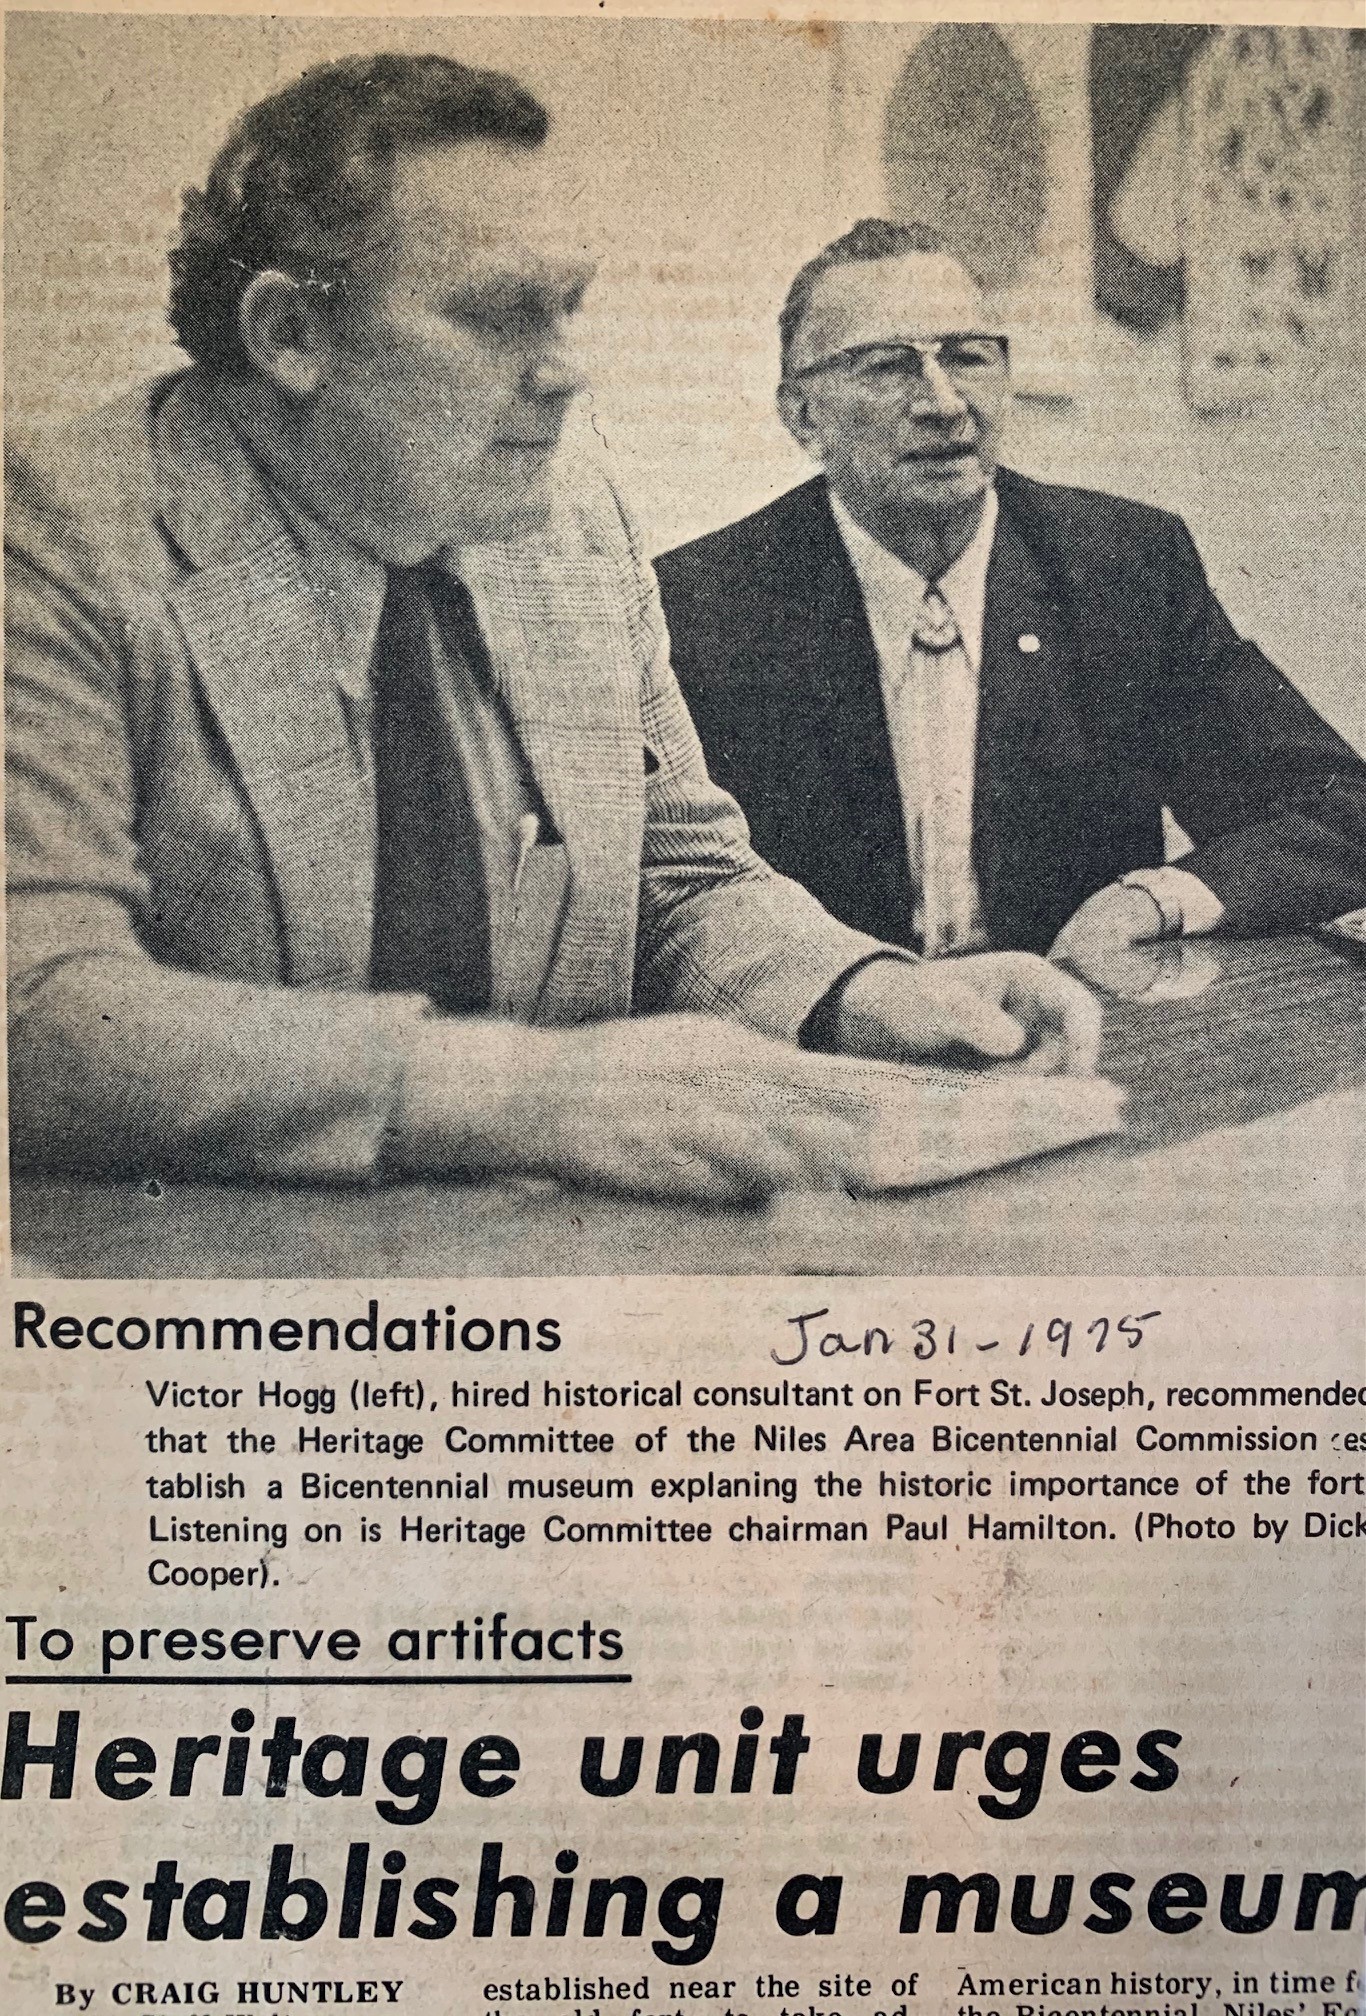 Recommendations
Jan 31 - 1975
Victor Hogg (left), hired historical consultant on Fort St. Joseph, recommended
that the Heritage Committee of the Niles Area Bicentennial Commission es
tablish a Bicentennial museum explaning the historic importance of the fort
Listening on is Heritage Committee chairman Paul Hamilton. (Photo by Dick
Cooper).
To preserve artifacts
Heritage unit urges
establishing a museum
By CRAIG HUNTLEY
established near the site of
American history, in time